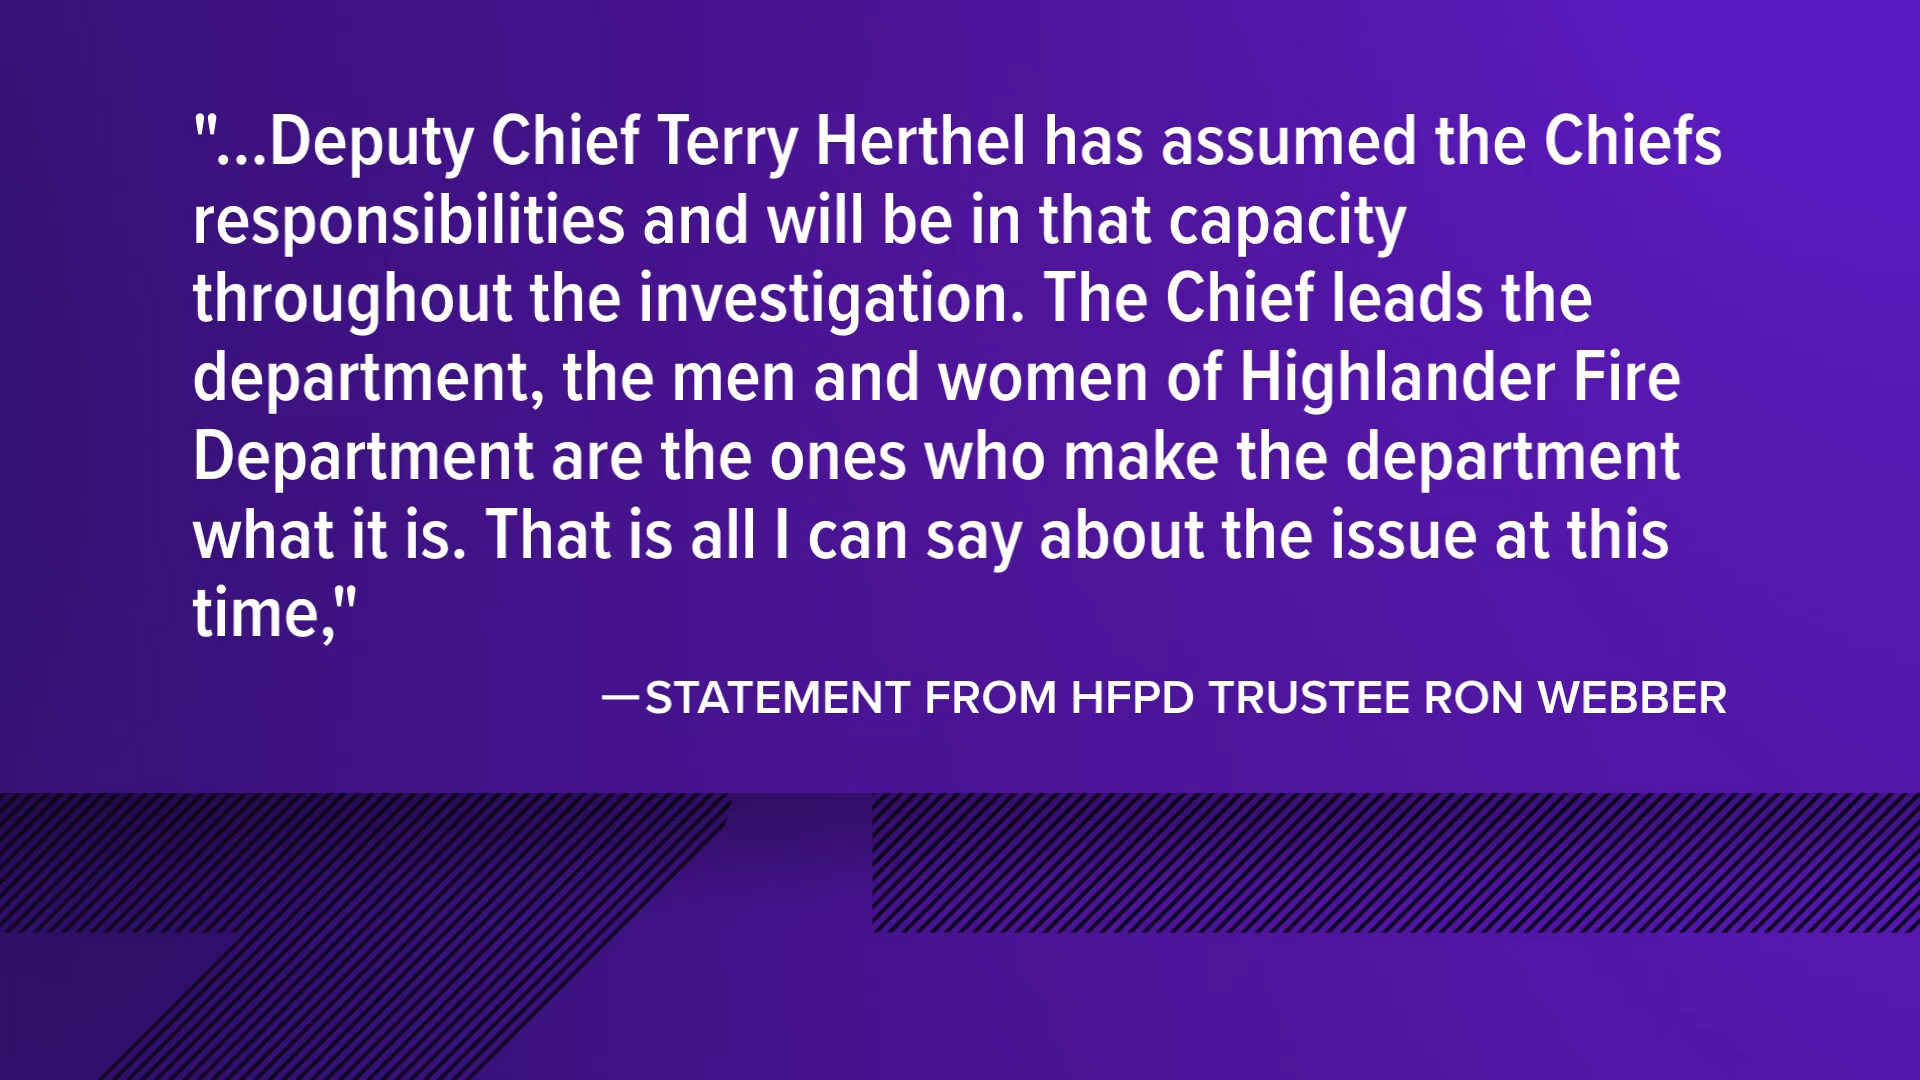 "...Deputy Chief Terry Herthel has assumed the Chiefs
responsibilities and will be in that capacity
throughout the investigation. The Chief leads the
department, the men and women of Highlander Fire
Department are the ones who make the department
what it is. That is all I can say about the issue at this
time,"
—STATEMENT FROM HFPD TRUSTEE RON WEBBER